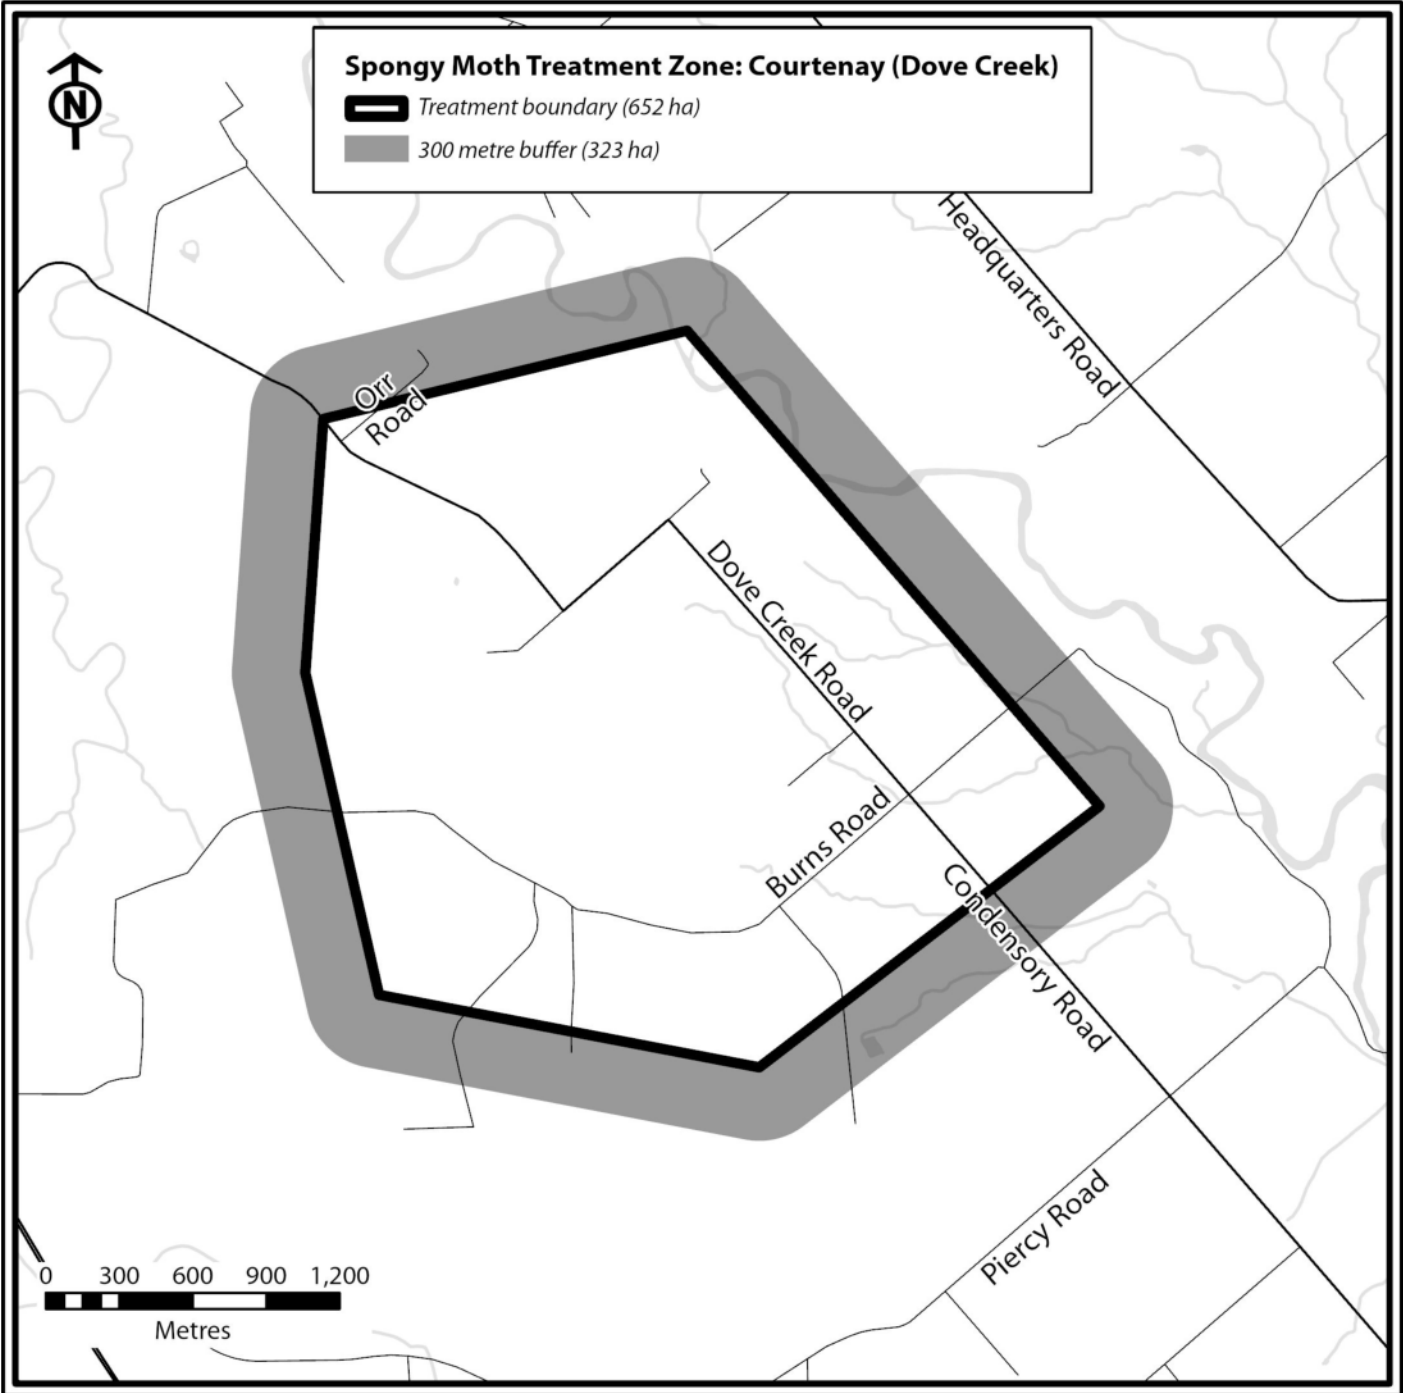 Spongy Moth Treatment Zone: Courtenay (Dove Creek)
Treatment boundary (652 ha)
300 metre buffer (323 ha)
N
Headquarters Road
Orr
Road
Dove Creek Road
Burns Road
Condensory Road
Piercy Road
0 300 600 900 1,200
Metres